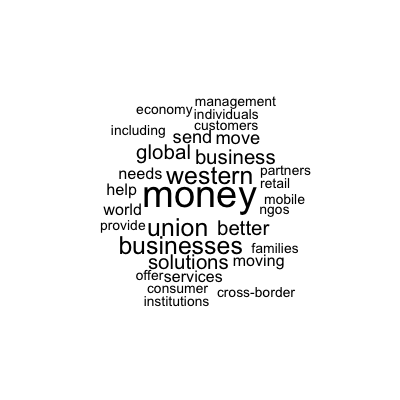 management
economy individuals
customers
including send move
global business
needs western partners
retail
help money mobile
world ngos
provide union better
businesses families
solutions moving
offer services
consumer cross-border
institutions